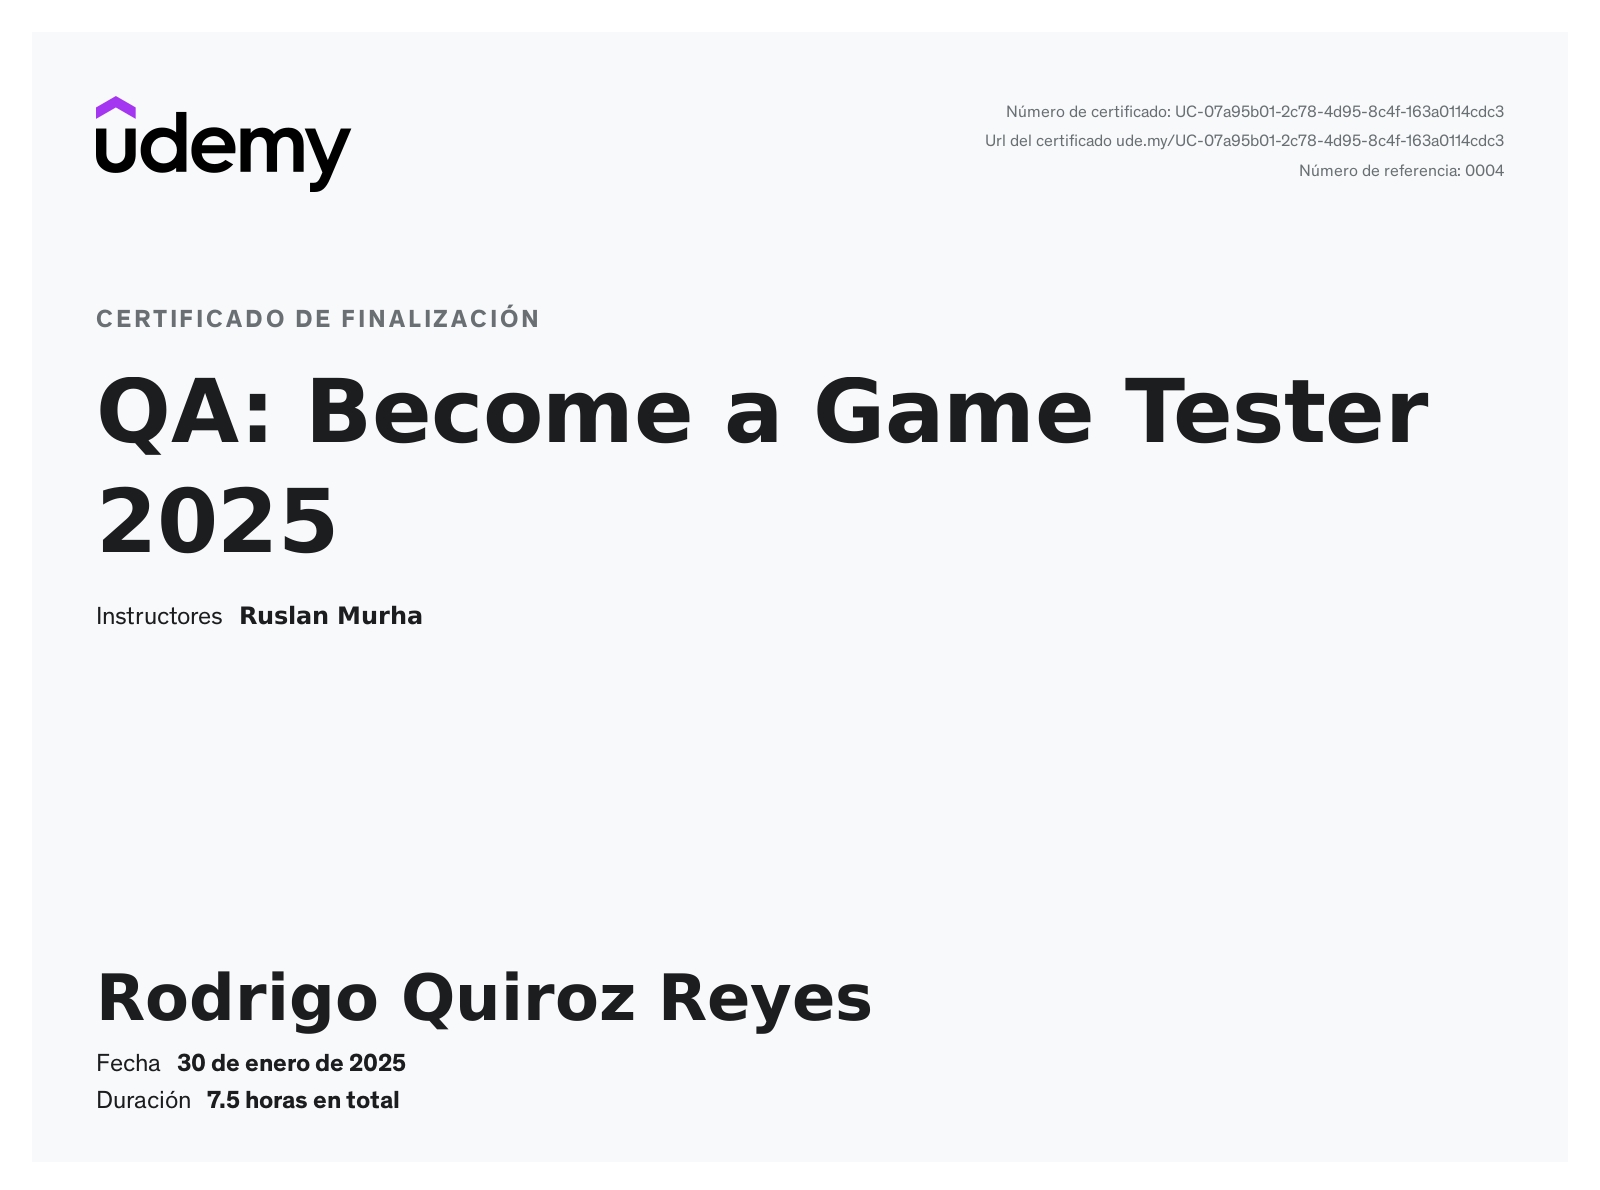 udemy
Número de certificado: UC-07a95b01-2c78-4d95-8c4f-163a0114cdc3
Url del certificado ude.my/UC-07a95b01-2c78-4d95-8c4f-163a0114cdc3
Número de referencia: 0004
CERTIFICADO DE FINALIZACIÓN
QA: Become a Game Tester
2025
Instructores Ruslan Murha
Rodrigo Quiroz Reyes
Fecha 30 de enero de 2025
Duración 7.5 horas en total